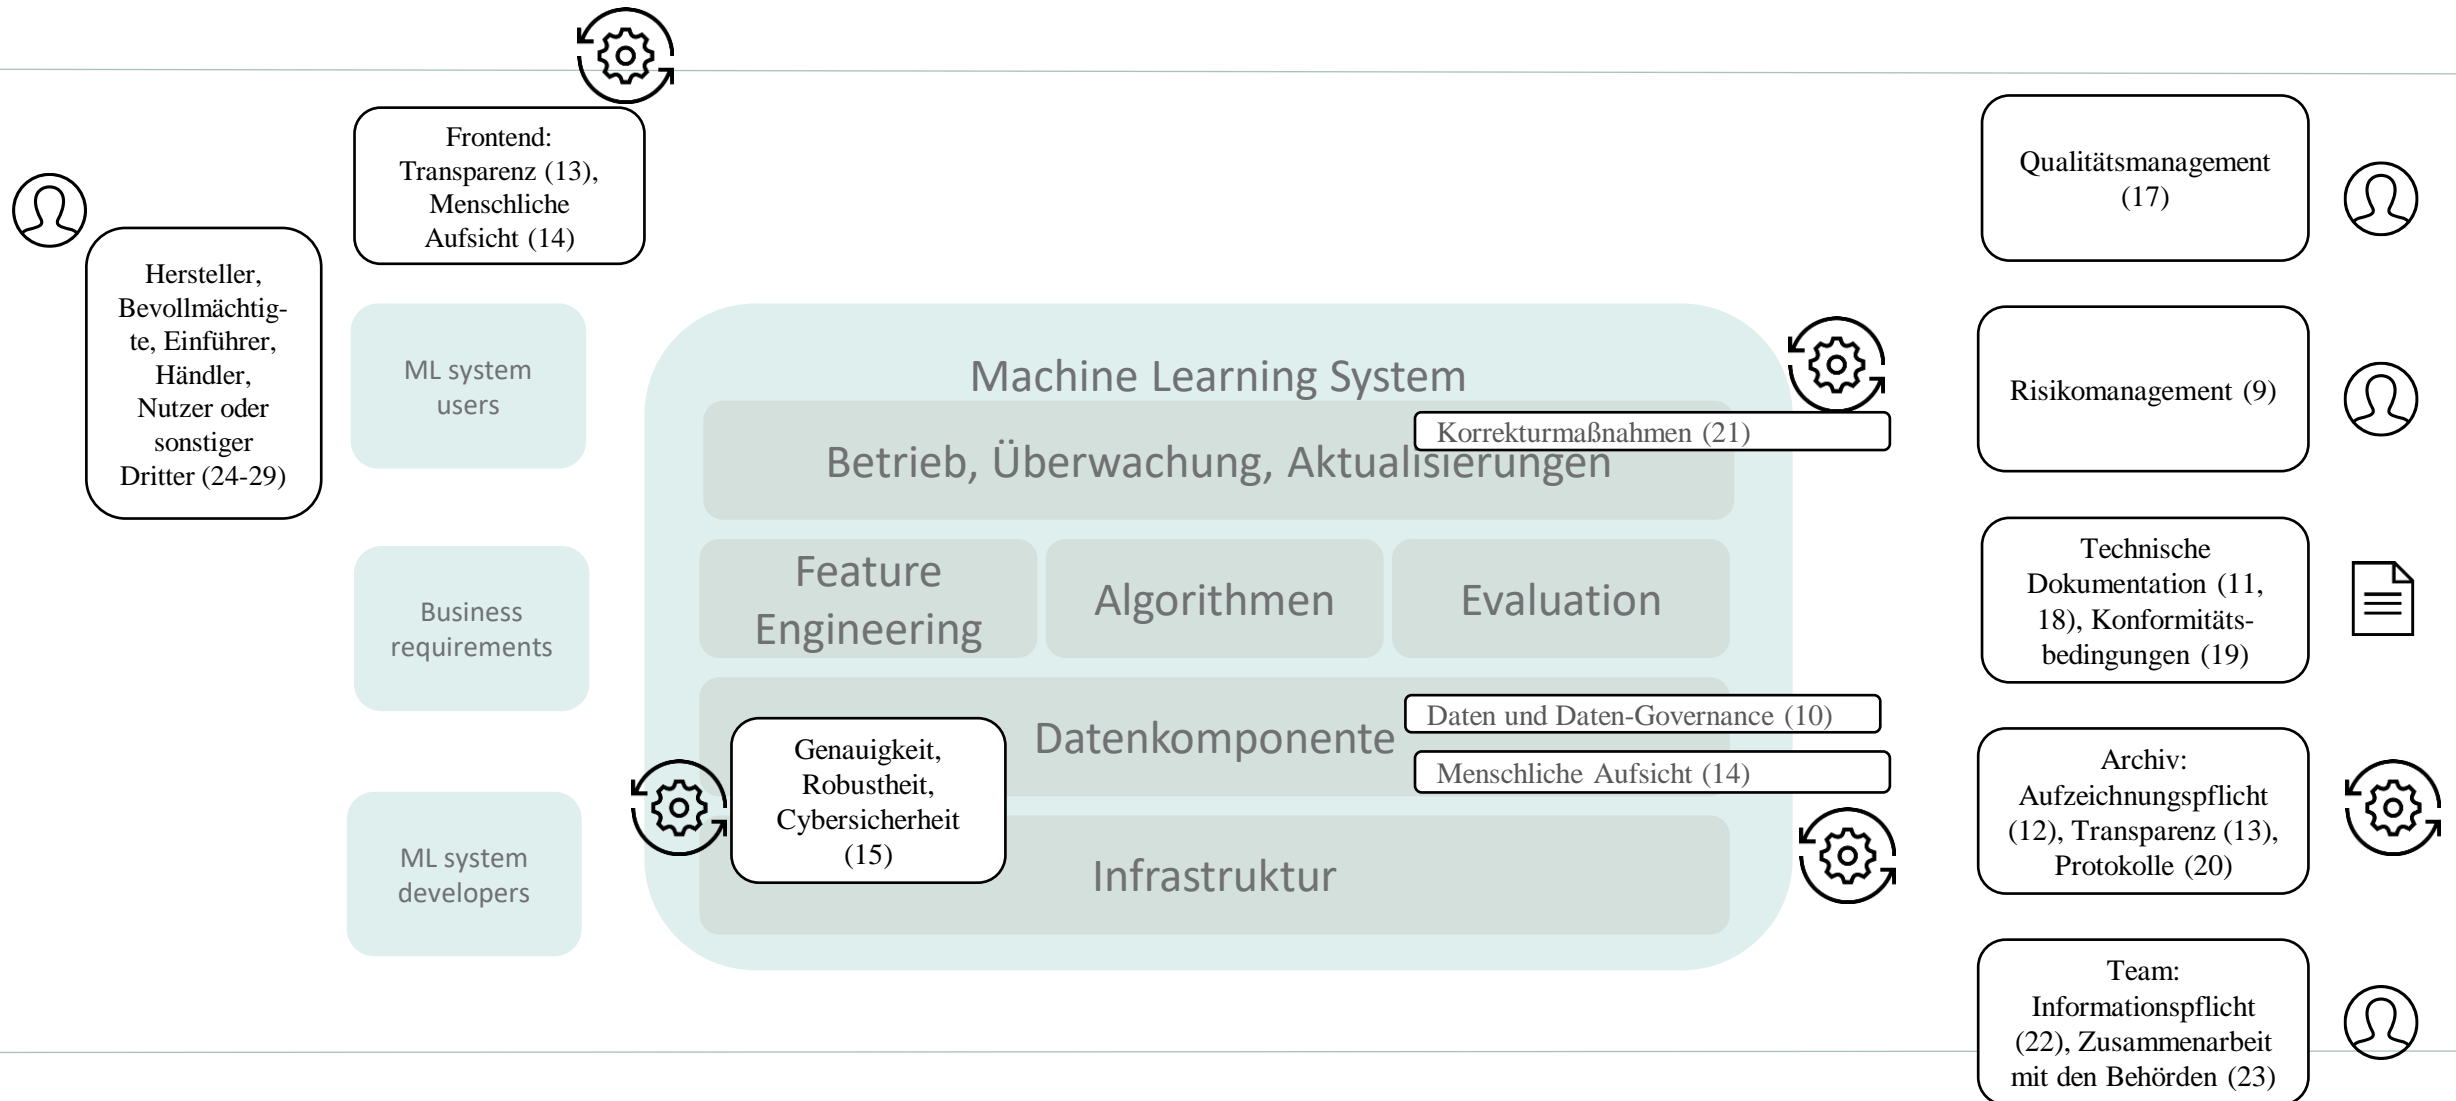 Frontend:
Transparenz (13),
Menschliche
Aufsicht (14)
Hersteller,
Bevollmächtig-
te, Einführer,
Händler,
Nutzer oder
sonstiger
Dritter (24-29)
ML system
users
Business
requirements
ML system
developers
Machine Learning System
Korrekturmaßnahmen (21)
Betrieb, Überwachung, Aktualisierungen
Feature
Engineering
Algorithmen
Evaluation
Datenkomponente
Daten und Daten-Governance (10)
Menschliche Aufsicht (14)
Genauigkeit,
Robustheit,
Cybersicherheit
(15)
Infrastruktur
Qualitätsmanagement
(17)
Risikomanagement (9)
Technische
Dokumentation (11,
18), Konformitäts-
bedingungen (19)
Archiv:
Aufzeichnungspflicht
(12), Transparenz (13),
Protokolle (20)
Team:
Informationspflicht
(22), Zusammenarbeit
mit den Behörden (23)